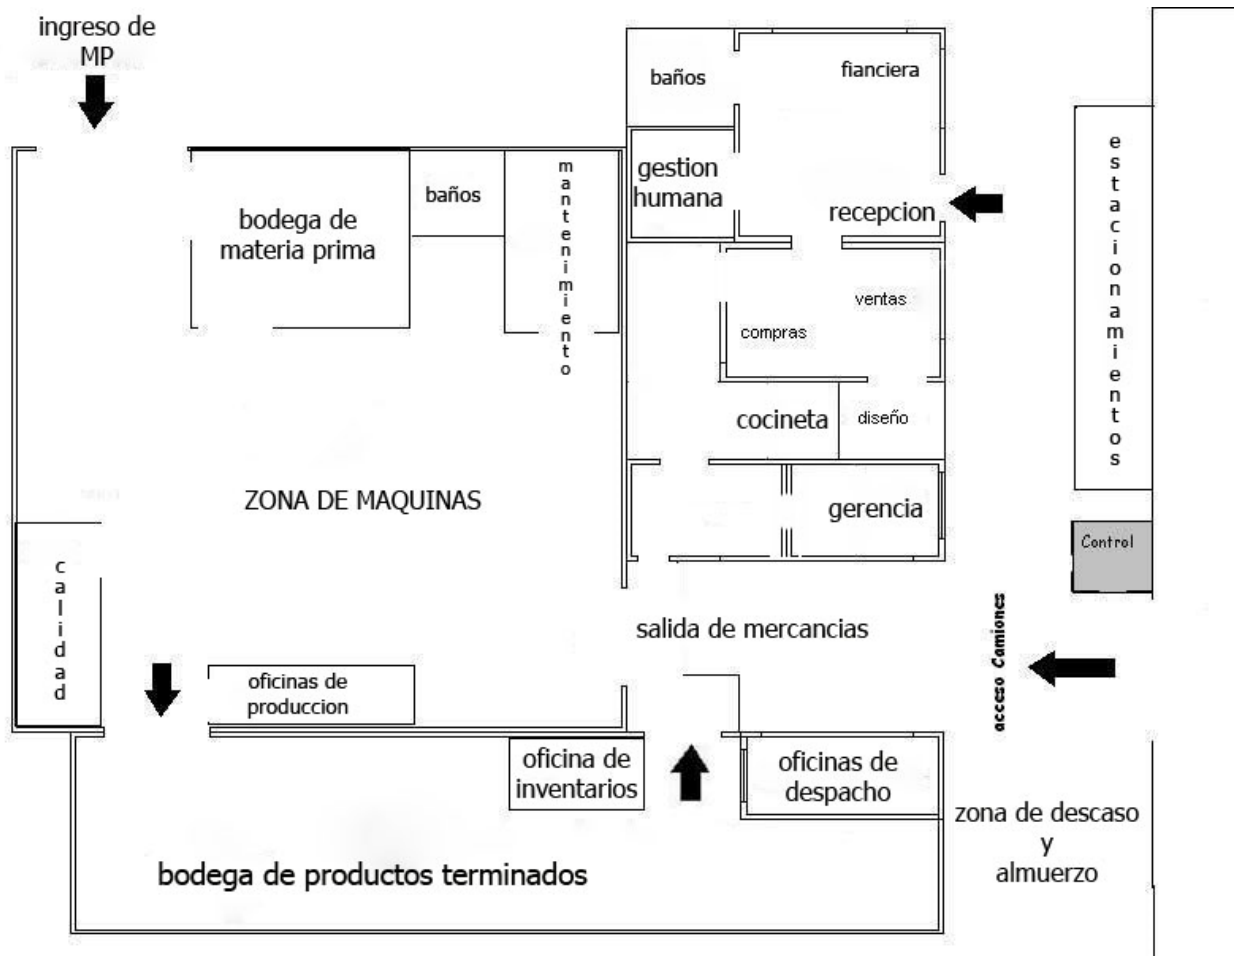 ingreso de
MP
baños
fianciera
gestion
humana
recepcion
estacionamientos
bodega de
materia prima
baños
mantenimiento
ventas
compras
cocineta
diseño
ZONA DE MAQUINAS
gerencia
Control
calidad
salida de mercancias
acceso Camiones
oficinas de
produccion
oficina de
inventarios
oficinas de
despacho
zona de descaso
y
almuerzo
bodega de productos terminados